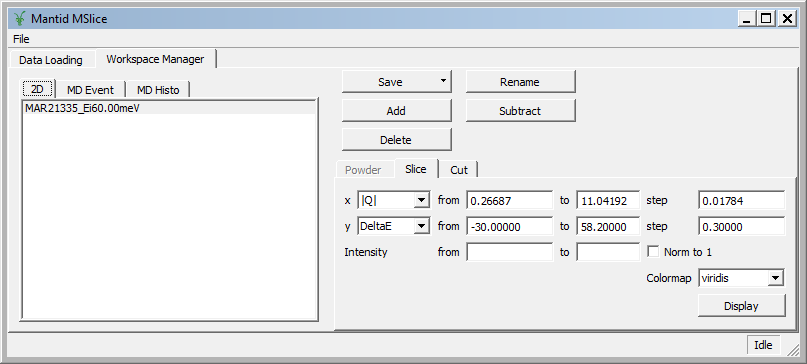 Mantid MSlice
File
Data Loading Workspace Manager
2D MD Event MD Histo
MAR21335_Ei60.00meV
Save Rename
Add Subtract
Delete
Powder Slice Cut
x |Q| from 0.26687 to 11.04192 step 0.01784
y DeltaE from -30.00000 to 58.20000 step 0.30000
Intensity from to Norm to 1
Colormap viridis
Display
Idle